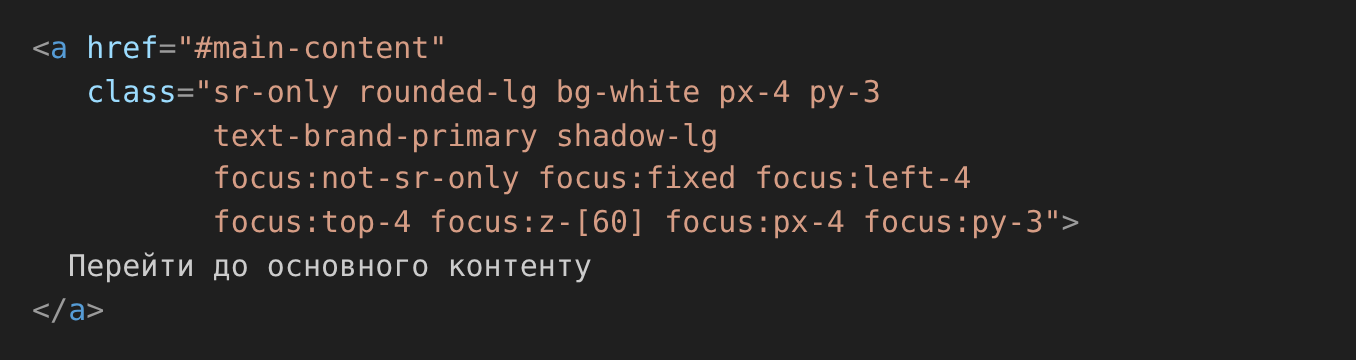 <a href="#main-content"
class="sr-only rounded-lg bg-white px-4 py-3
text-brand-primary shadow-lg
focus:not-sr-only focus:fixed focus:left-4
focus:top-4 focus:z-[60] focus:px-4 focus:py-3">
Перейти до основного контенту
</a>